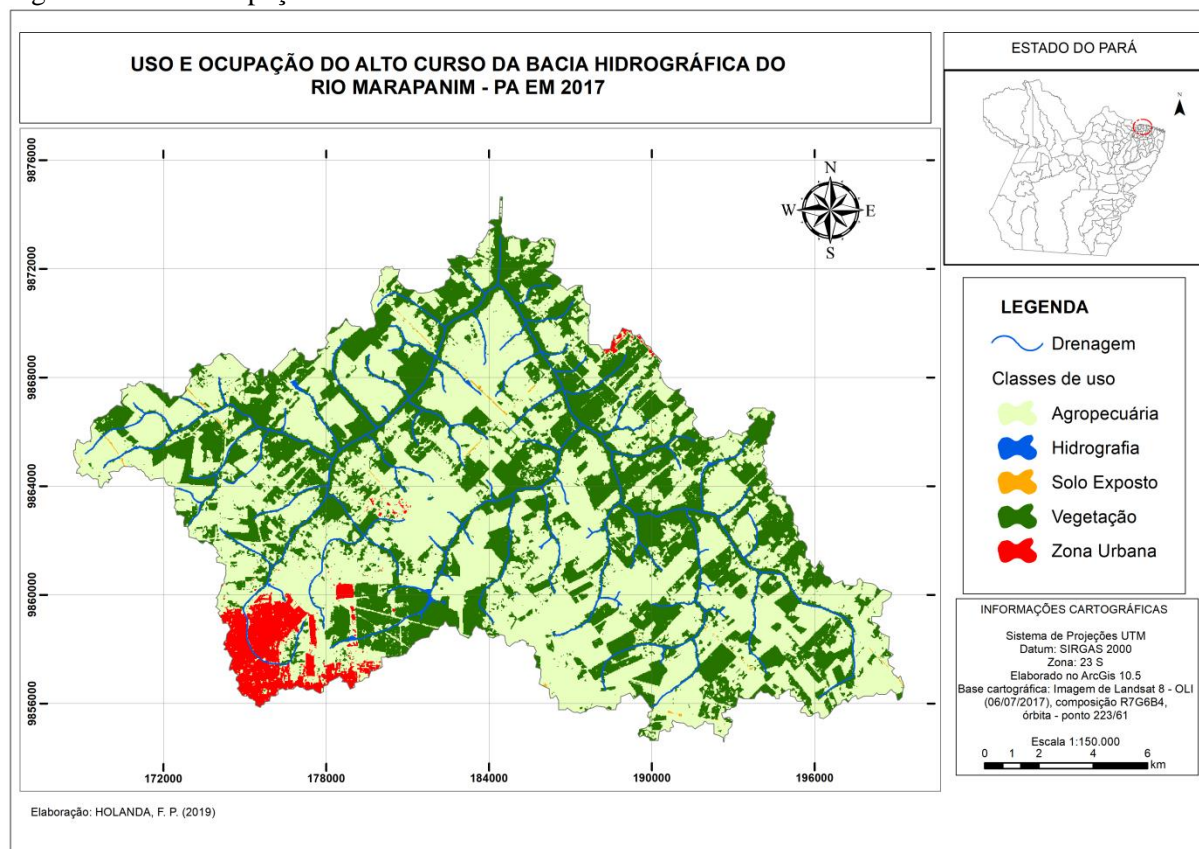 USO E OCUPAÇÃO DO ALTO CURSO DA BACIA HIDROGRÁFICA DO
RIO MARAPANIM - PA EM 2017
ESTADO DO PARÁ
N
N
W
E
S
9876000
9872000
9868000
9864000
9860000
9856000
172000
178000
184000
190000
196000
LEGENDA
Drenagem
Classes de uso
Agropecuária
Hidrografia
Solo Exposto
Vegetação
Zona Urbana
INFORMAÇÕES CARTOGRÁFICAS
Sistema de Projeções UTM
Datum: SIRGAS 2000
Zona: 23 S
Elaborado no ArcGis 10.5
Base cartográfica: Imagem de Landsat 8 - OLI
(06/07/2017), composição R7G6B4,
órbita - ponto 223/61
Escala 1:150.000
0 1 2 4 6
km
Elaboração: HOLANDA, F. P. (2019)